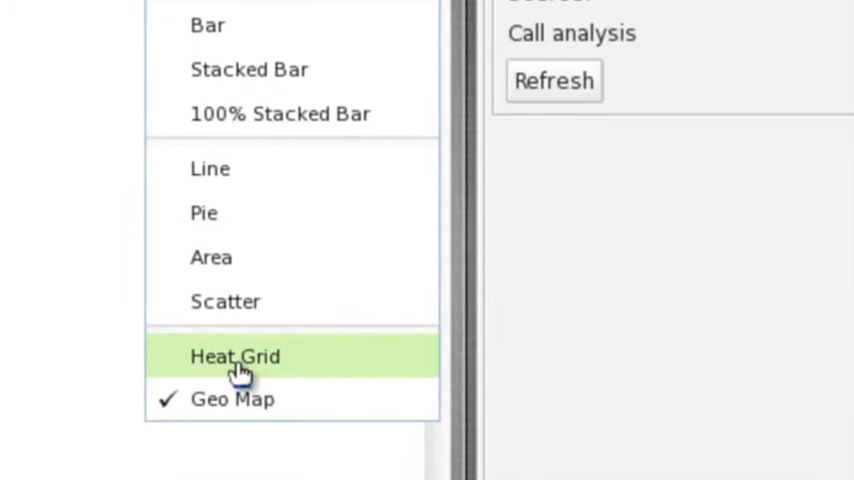 Bar
Stacked Bar
100% Stacked Bar
Line
Pie
Area
Scatter
Heat Grid
Geo Map
Call analysis
Refresh